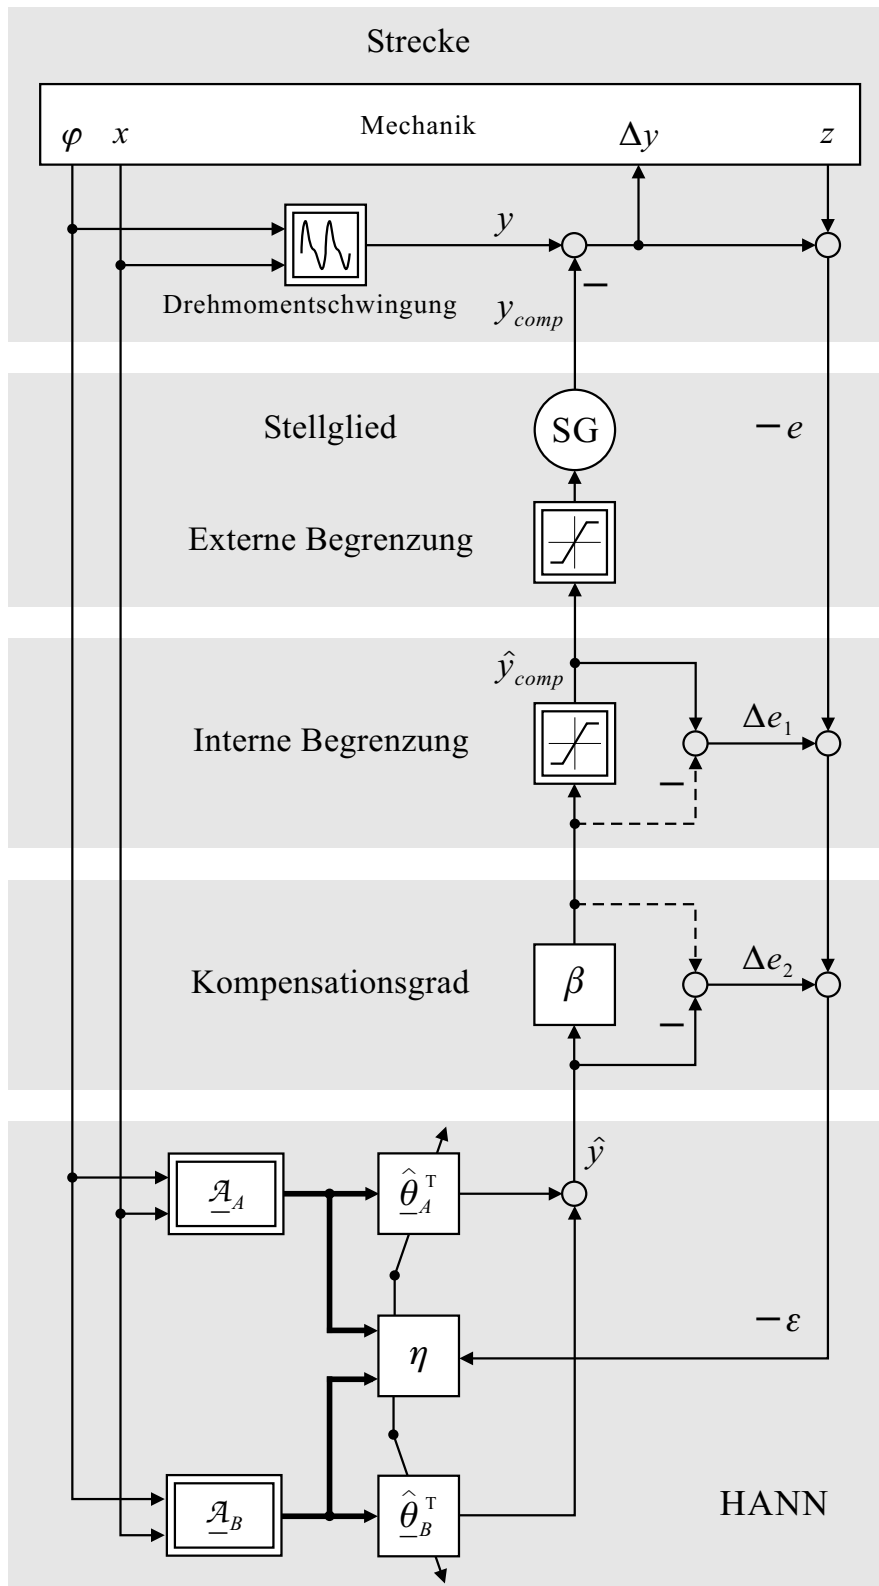 Strecke
Mechanik
φ x Δy z
y
Drehmomentschwingung
y_comp
−
Stellglied
SG
− e
Externe Begrenzung
ŷ_comp
Interne Begrenzung
Δe₁
−
Kompensationsgrad
β
Δe₂
−
ŷ
𝒜_A
θ̂_A^T
η
− ε
𝒜_B
θ̂_B^T
HANN